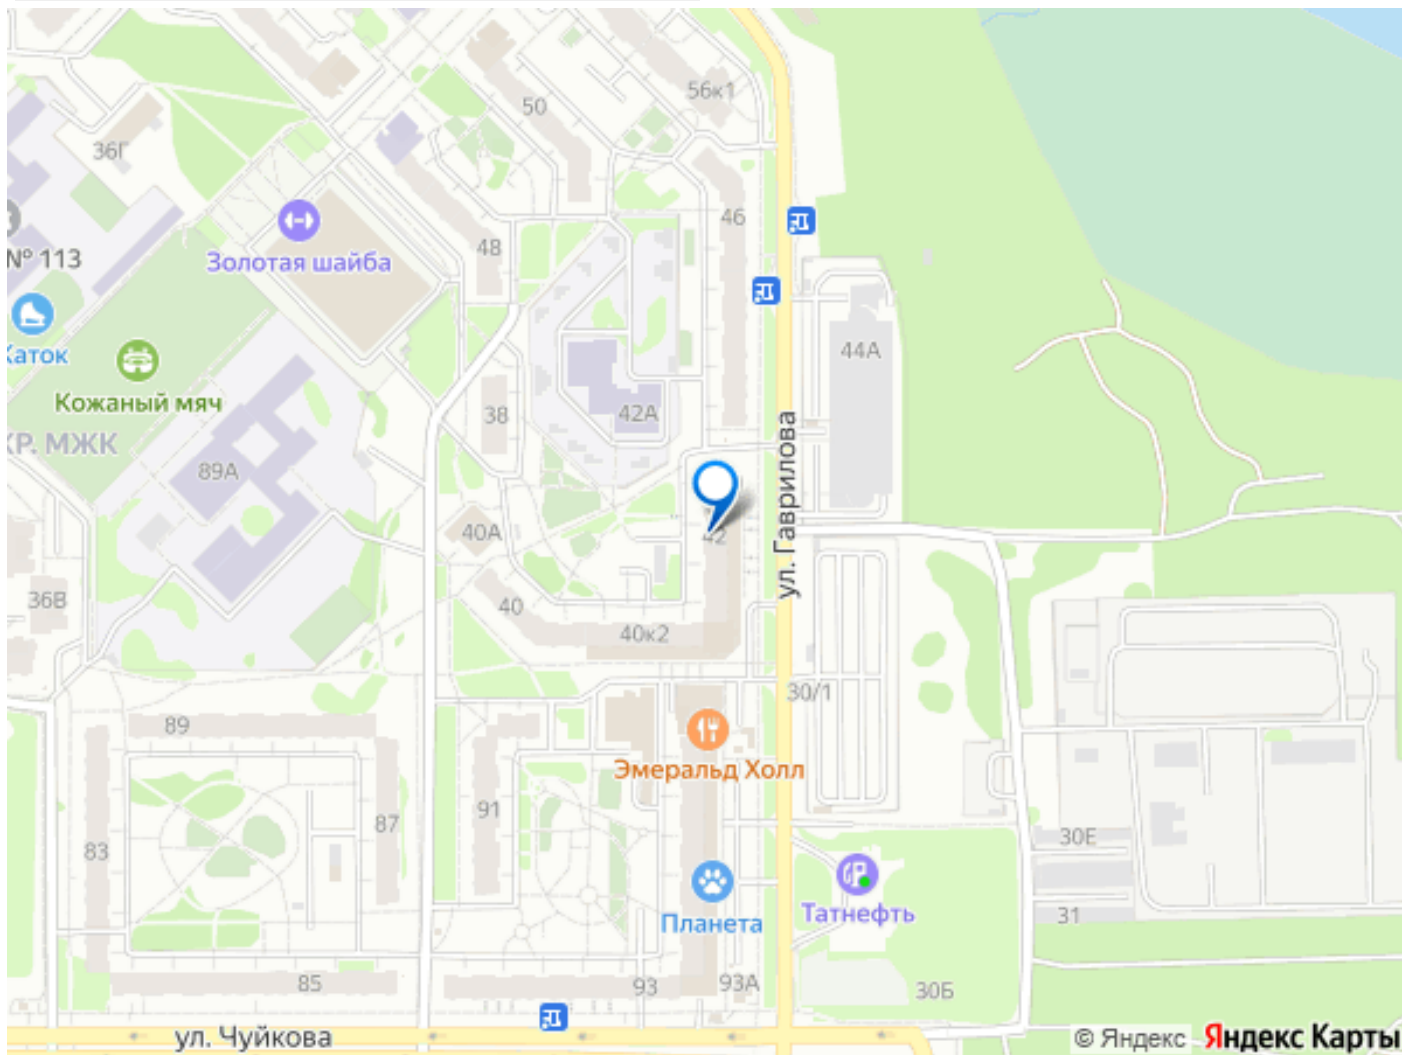 56к1
50
36Г
46
48
№ 113
Золотая шайба
Каток
44А
Кожаный мяч
38
42А
КР. МЖК
89А
ул. Гаврилова
40А
42
36В
40
40к2
30/1
89
Эмеральд Холл
91
87
83
30Е
Татнефть
31
Планета
85
93
93А
30Б
ул. Чуйкова
© Яндекс Яндекс Карты